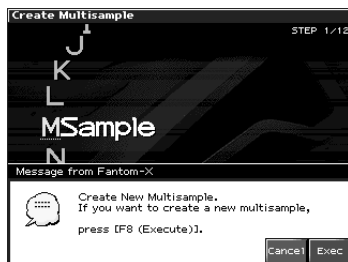 Create Multisample
STEP 1/12
J
K
L
MSample
N
Message from Fantom-X
Create New Multisample.
If you want to create a new multisample,
press [F8 (Execute)].
Cancel Exec